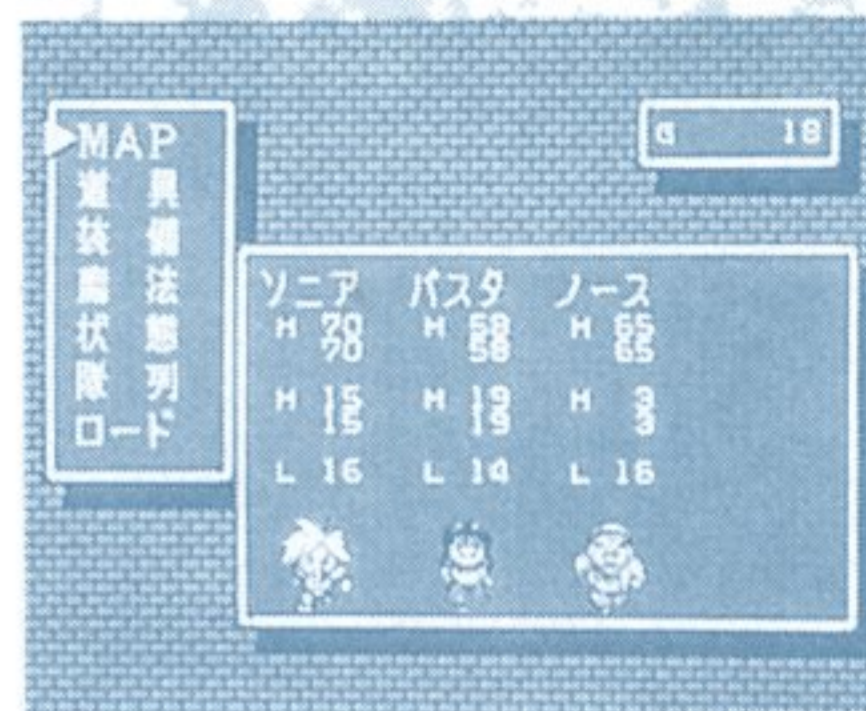 MAP
道 具
装 備
魔 法
状 態
隊 列
ロード
G 18
ソニア パスタ ノース
H 70 H 58 H 65
70 58 65
M 15 M 19 M 3
15 19 3
L 16 L 14 L 16